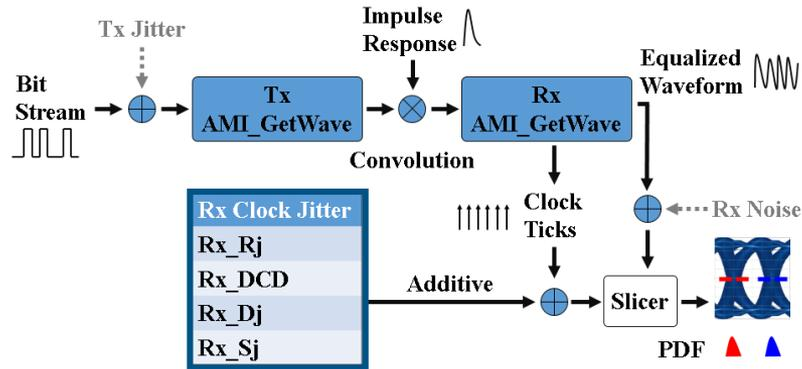 Tx Jitter
Impulse
Response
Equalized
Waveform
Bit
Stream
Tx
AMI_GetWave
Rx
AMI_GetWave
Convolution
Rx Clock Jitter
Rx_Rj
Rx_DCD
Rx_Dj
Rx_Sj
Clock
Ticks
Rx Noise
Additive
Slicer
PDF